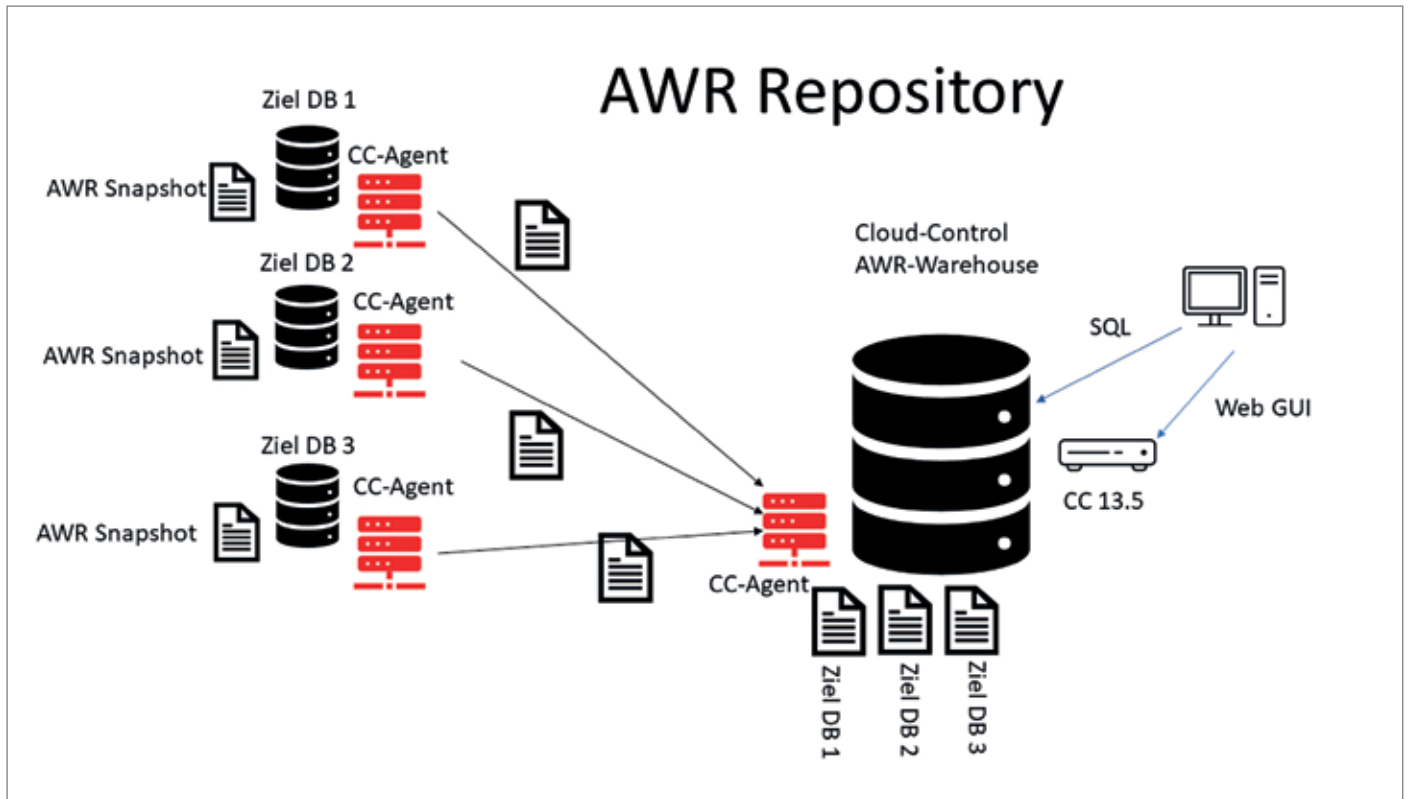 AWR Repository
Ziel DB 1
CC-Agent
AWR Snapshot
Ziel DB 2
CC-Agent
AWR Snapshot
Ziel DB 3
CC-Agent
AWR Snapshot
Cloud-Control
AWR-Warehouse
SQL
Web GUI
CC 13.5
CC-Agent
Ziel DB 1
Ziel DB 2
Ziel DB 3